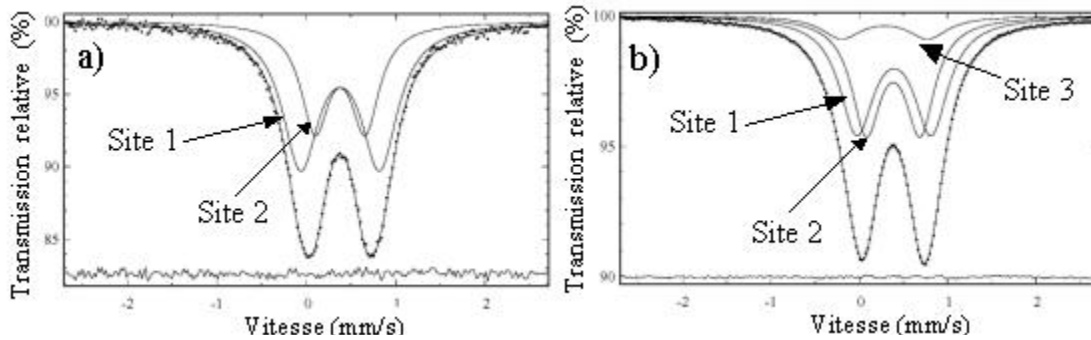 a)
Transmission relative (%)
100
95
90
85
Site 1
Site 2
-2
-1
0
1
2
Vitesse (mm/s)
b)
Transmission relative (%)
100
95
90
Site 1
Site 2
Site 3
-2
-1
0
1
2
Vitesse (mm/s)